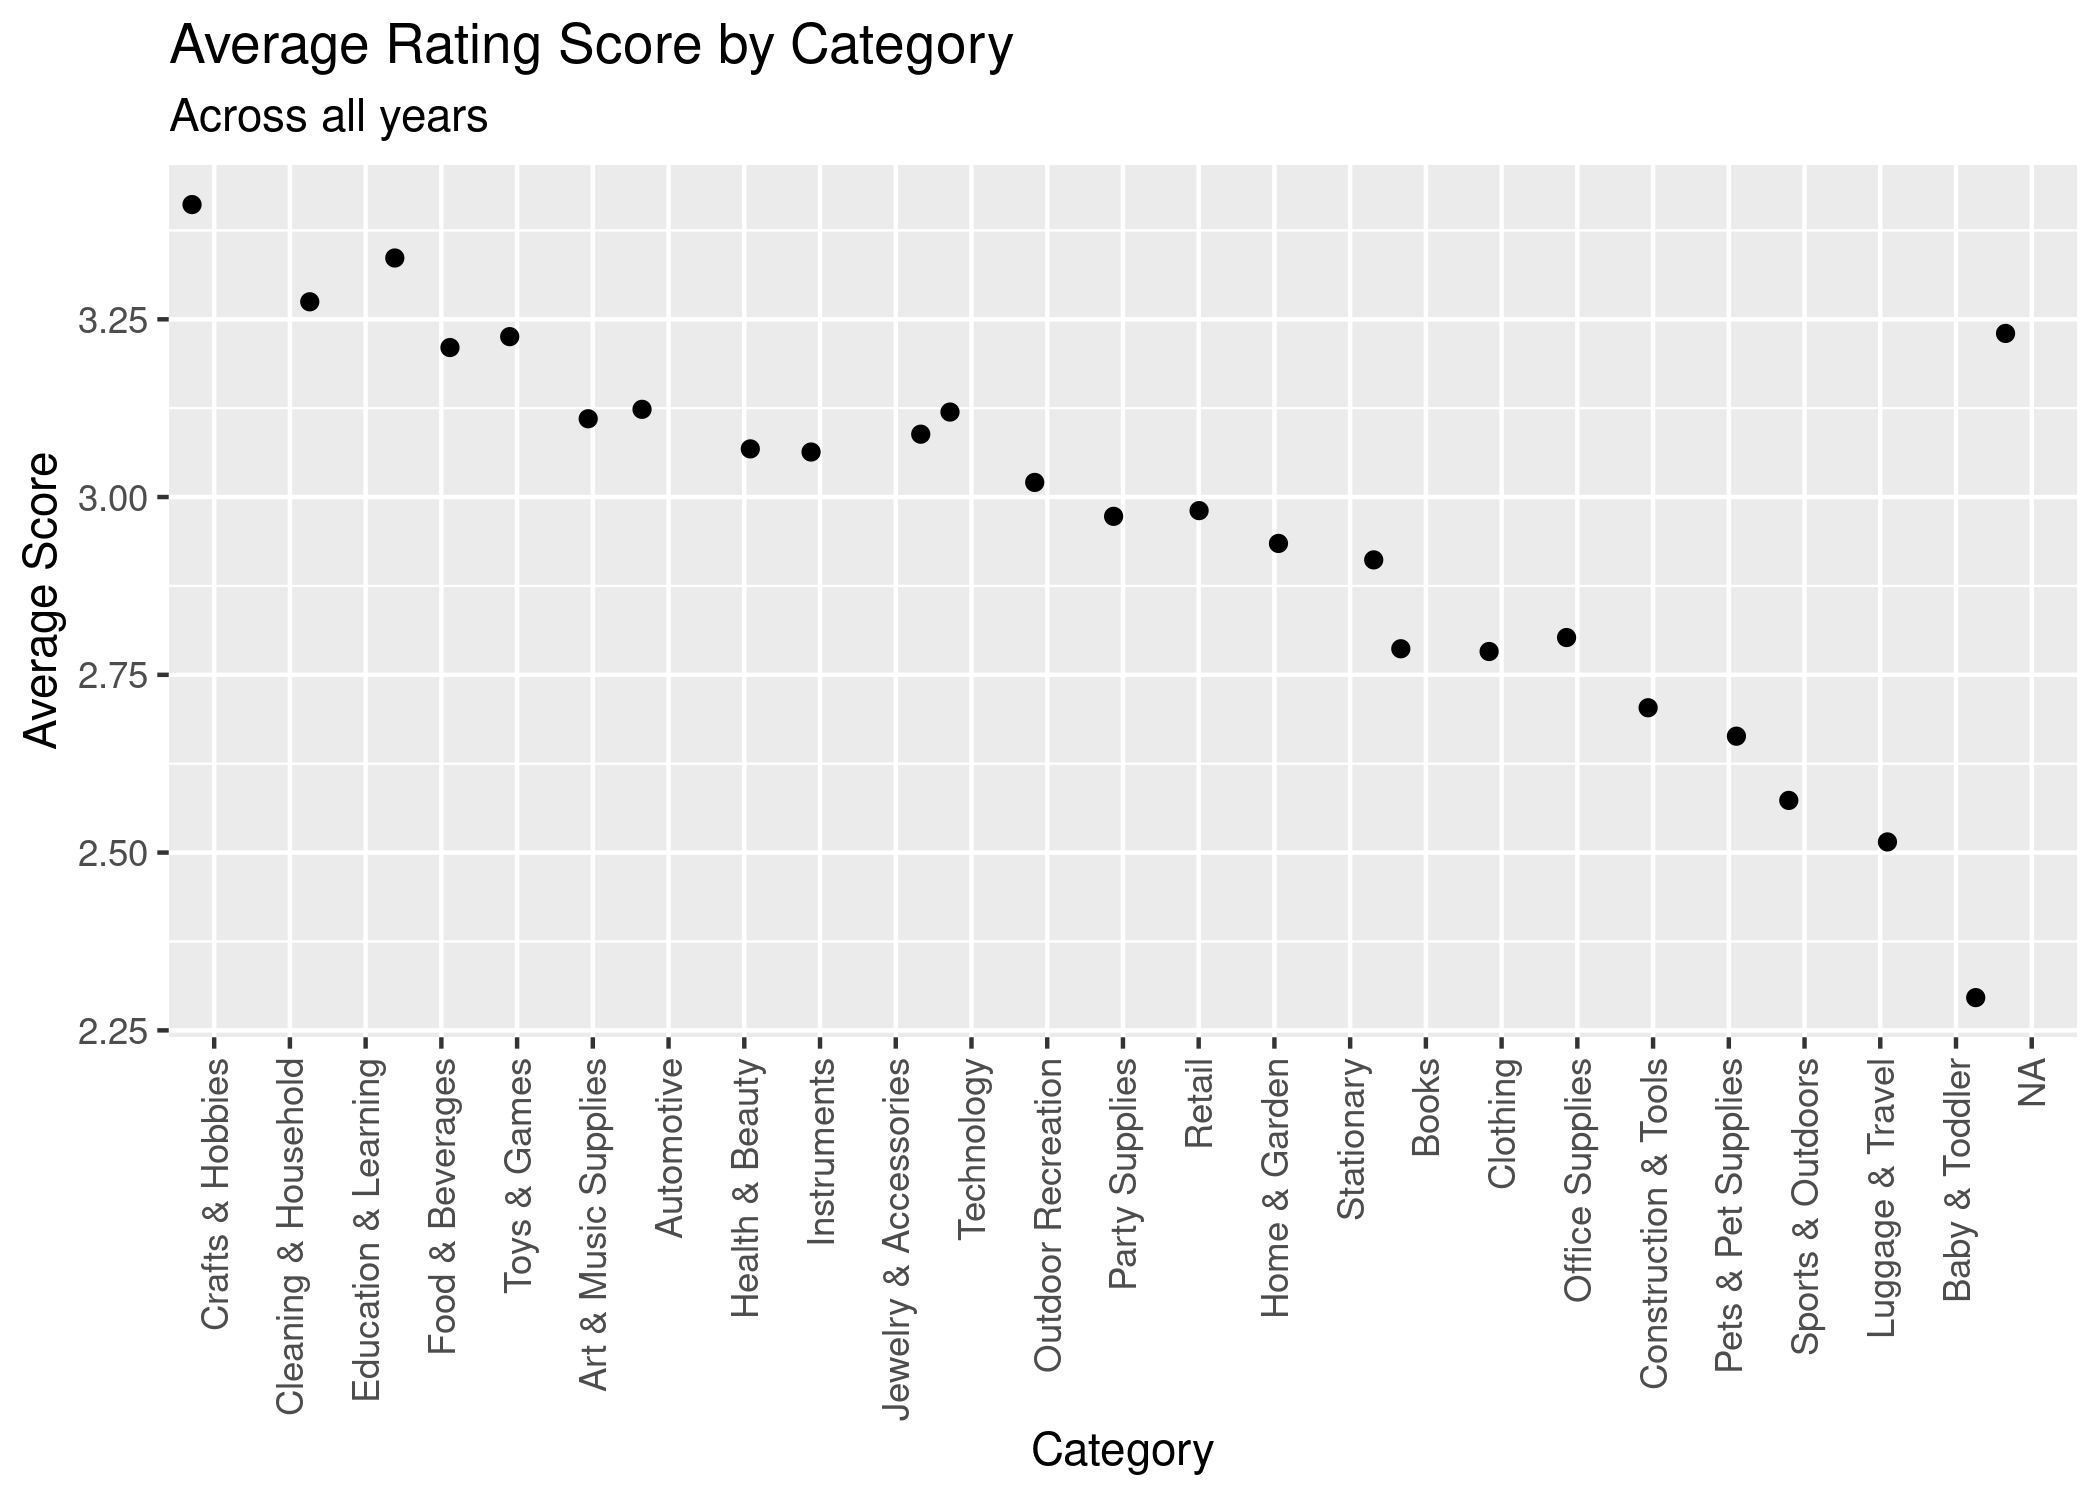 Average Rating Score by Category
Across all years
Average Score
3.25
3.00
2.75
2.50
2.25
Crafts & Hobbies
Cleaning & Household
Education & Learning
Food & Beverages
Toys & Games
Art & Music Supplies
Automotive
Health & Beauty
Instruments
Jewelry & Accessories
Technology
Outdoor Recreation
Party Supplies
Retail
Home & Garden
Stationary
Books
Clothing
Office Supplies
Construction & Tools
Pets & Pet Supplies
Sports & Outdoors
Luggage & Travel
Baby & Toddler
NA
Category